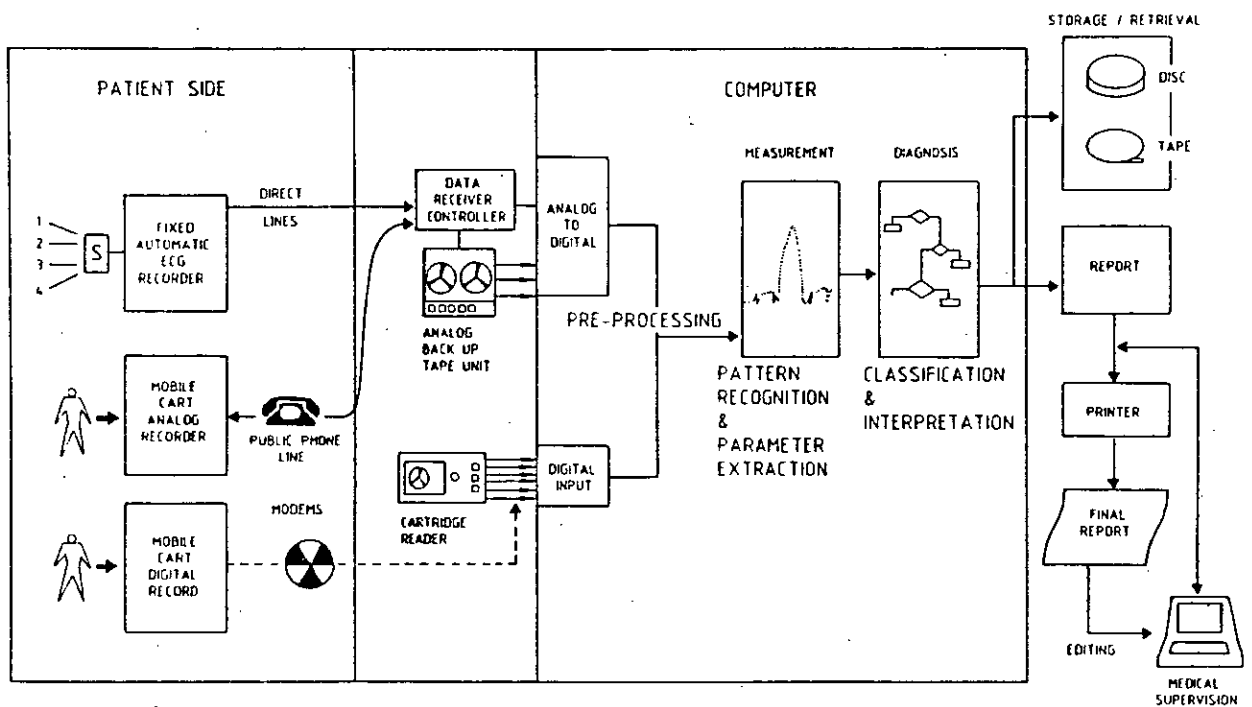 STORAGE / RETRIEVAL
DISC
TAPE
PATIENT SIDE
COMPUTER
1
2
3
4
S
FIXED
AUTOMATIC
ECG
RECORDER
DIRECT
LINES
DATA
RECEIVER
CONTROLLER
ANALOG
BACK UP
TAPE UNIT
ANALOG
TO
DIGITAL
PRE-PROCESSING
MEASUREMENT
DIAGNOSIS
PATTERN
RECOGNITION
&
PARAMETER
EXTRACTION
CLASSIFICATION
&
INTERPRETATION
REPORT
PRINTER
FINAL
REPORT
EDITING
MEDICAL
SUPERVISION
MOBILE
CART
ANALOG
RECORDER
PUBLIC PHONE
LINE
CARTRIDGE
READER
DIGITAL
INPUT
MOBILE
CART
DIGITAL
RECORD
MODEMS